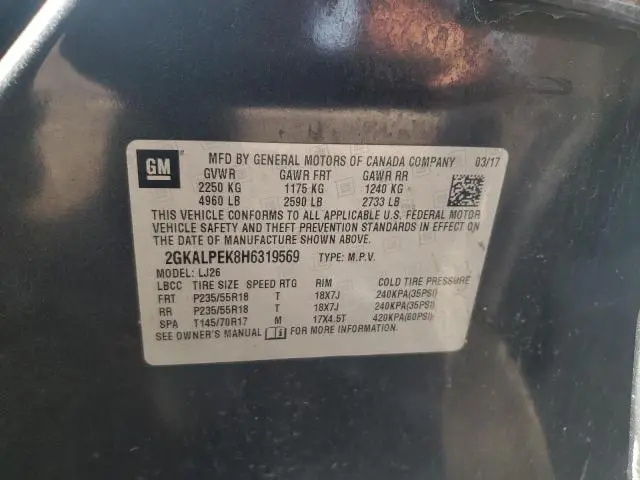 GM MFD BY GENERAL MOTORS OF CANADA COMPANY 03/17
GVWR GAWR FRT GAWR RR
2250 KG 1175 KG 1240 KG
4960 LB 2590 LB 2733 LB
THIS VEHICLE CONFORMS TO ALL APPLICABLE U.S. FEDERAL MOTOR
VEHICLE SAFETY AND THEFT PREVENTION STANDARDS IN EFFECT ON
THE DATE OF MANUFACTURE SHOWN ABOVE.
2GKALPEK8H6319569 TYPE: M.P.V.
MODEL: LJ26
LBCC TIRE SIZE SPEED RTG RIM COLD TIRE PRESSURE
FRT P235/55R18 T 18X7J 240KPA(35PSI)
RR P235/55R18 T 18X7J 240KPA(35PSI)
SPA T145/70R17 M 17X4.5T 420KPA(60PSI)
SEE OWNER'S MANUAL FOR MORE INFORMATION